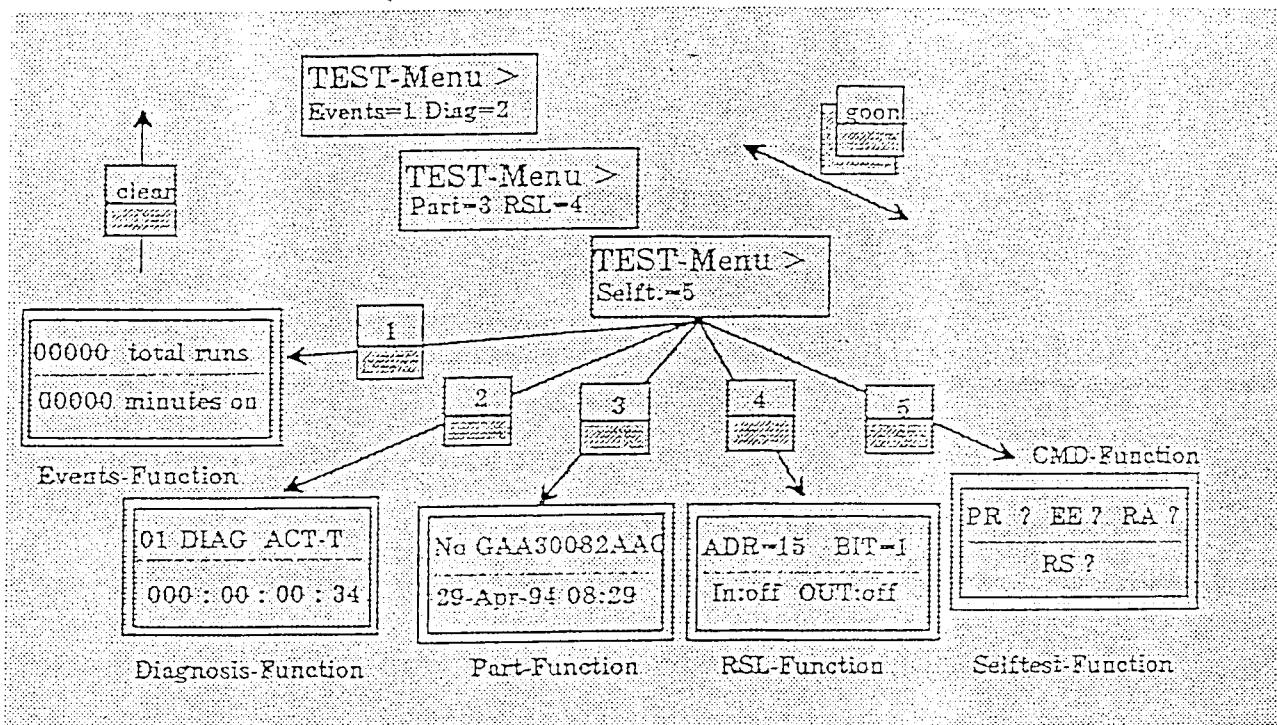 TEST-Menu >
Events=1 Diag=2
goon
TEST-Menu >
Part=3 RSL=4
clear
TEST-Menu >
Selft.=5
1
00000 total runs
00000 minutes on
2
3
4
5
Events-Function
CMD-Function
01 DIAG ACT-T
000 : 00 : 00 : 34
No GAA30082AAC
29-Apr-94 08:29
ADR=15 BIT=1
In:off OUT:off
PR ? EE ? RA ?
RS ?
Diagnosis-Function
Part-Function
RSL-Function
Selftest-Function